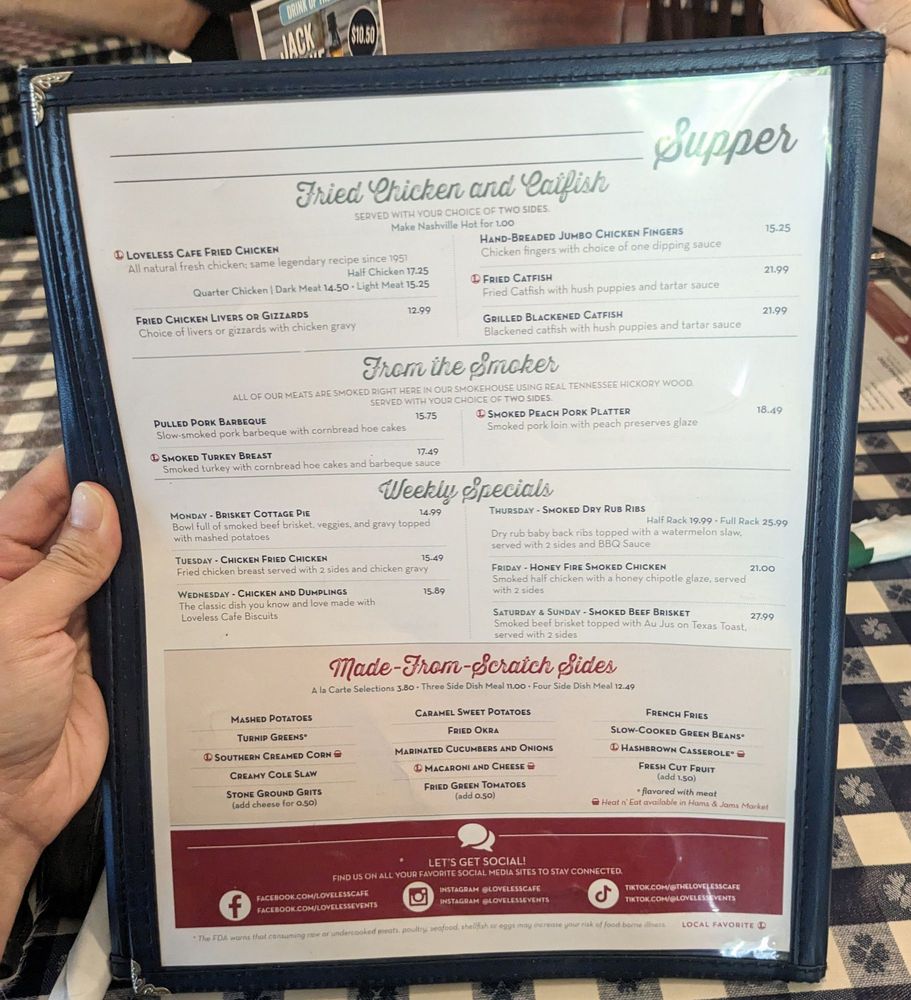 DRINK UP
JACK
$10.50
Supper
Fried Chicken and Catfish
SERVED WITH YOUR CHOICE OF TWO SIDES.
Make Nashville Hot for 1.00
LOVELESS CAFE FRIED CHICKEN
All natural fresh chicken; same legendary recipe since 1951
Half Chicken 17.25
Quarter Chicken | Dark Meat 14.50 • Light Meat 15.25
FRIED CHICKEN LIVERS OR GIZZARDS 12.99
Choice of livers or gizzards with chicken gravy
HAND-BREADED JUMBO CHICKEN FINGERS 15.25
Chicken fingers with choice of one dipping sauce
FRIED CATFISH 21.99
Fried Catfish with hush puppies and tartar sauce
GRILLED BLACKENED CATFISH 21.99
Blackened catfish with hush puppies and tartar sauce
From the Smoker
ALL OF OUR MEATS ARE SMOKED RIGHT HERE IN OUR SMOKEHOUSE USING REAL TENNESSEE HICKORY WOOD.
SERVED WITH YOUR CHOICE OF TWO SIDES.
PULLED PORK BARBEQUE 15.75
Slow-smoked pork barbeque with cornbread hoe cakes
SMOKED TURKEY BREAST 17.49
Smoked turkey with cornbread hoe cakes and barbeque sauce
SMOKED PEACH PORK PLATTER 18.49
Smoked pork loin with peach preserves glaze
Weekly Specials
MONDAY - BRISKET COTTAGE PIE 14.99
Bowl full of smoked beef brisket, veggies, and gravy topped
with mashed potatoes
TUESDAY - CHICKEN FRIED CHICKEN 15.49
Fried chicken breast served with 2 sides and chicken gravy
WEDNESDAY - CHICKEN AND DUMPLINGS 15.89
The classic dish you know and love made with
Loveless Cafe Biscuits
THURSDAY - SMOKED DRY RUB RIBS
Half Rack 19.99 • Full Rack 25.99
Dry rub baby back ribs topped with a watermelon slaw,
served with 2 sides and BBQ Sauce
FRIDAY - HONEY FIRE SMOKED CHICKEN 21.00
Smoked half chicken with a honey chipotle glaze, served
with 2 sides
SATURDAY & SUNDAY - SMOKED BEEF BRISKET 27.99
Smoked beef brisket topped with Au Jus on Texas Toast,
served with 2 sides
Made-From-Scratch Sides
A la Carte Selections 3.80 • Three Side Dish Meal 11.00 • Four Side Dish Meal 12.49
MASHED POTATOES
TURNIP GREENS*
SOUTHERN CREAMED CORN
CREAMY COLE SLAW
STONE GROUND GRITS
(add cheese for 0.50)
CARAMEL SWEET POTATOES
FRIED OKRA
MARINATED CUCUMBERS AND ONIONS
MACARONI AND CHEESE
FRIED GREEN TOMATOES
(add 0.50)
FRENCH FRIES
SLOW-COOKED GREEN BEANS*
HASHBROWN CASSEROLE*
FRESH CUT FRUIT
(add 1.50)
*flavored with meat
Heat n' Eat available in Hams & Jams Market
LET'S GET SOCIAL!
FIND US ON ALL YOUR FAVORITE SOCIAL MEDIA SITES TO STAY CONNECTED.
FACEBOOK.COM/LOVELESSCAFE
FACEBOOK.COM/LOVELESSEVENTS
INSTAGRAM @LOVELESSCAFE
INSTAGRAM @LOVELESSEVENTS
TIKTOK.COM/@THELOVELESSCAFE
TIKTOK.COM/@LOVELESSEVENTS
* The FDA warns that consuming raw or undercooked meats, poultry, seafood, shellfish or eggs may increase your risk of food borne illness.
LOCAL FAVORITE